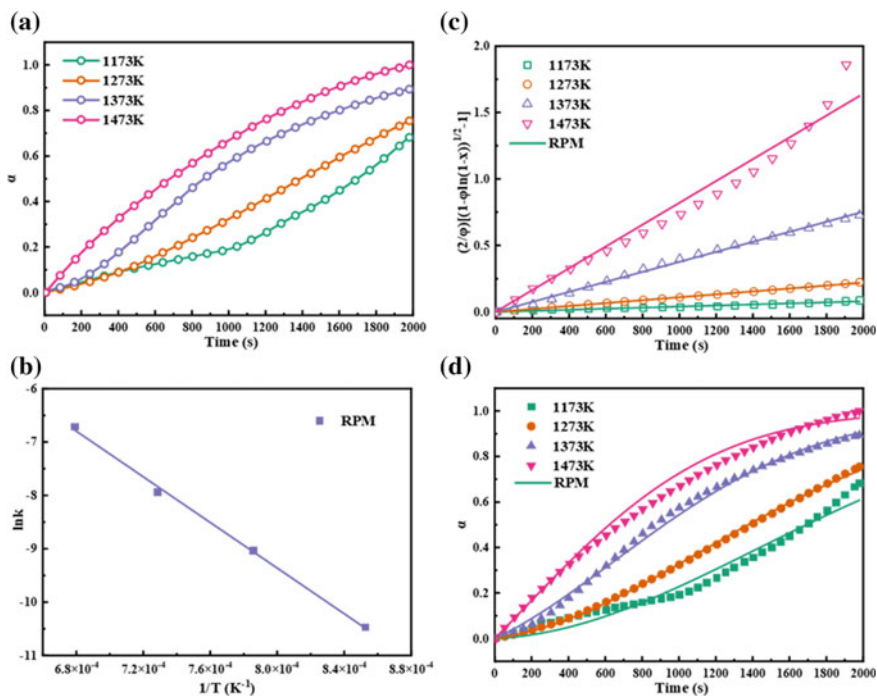 (a)
α
1.0
0.8
0.6
0.4
0.2
0.0
1173K
1273K
1373K
1473K
0 200 400 600 800 1000 1200 1400 1600 1800 2000
Time (s)
(c)
(2/φ)[(1-φln(1-x))^1/2-1]
2.0
1.5
1.0
0.5
0.0
1173K
1273K
1373K
1473K
RPM
0 200 400 600 800 1000 1200 1400 1600 1800 2000
Time (s)
(b)
lnk
-6
-7
-8
-9
-10
-11
RPM
6.8×10⁻⁴ 7.2×10⁻⁴ 7.6×10⁻⁴ 8.0×10⁻⁴ 8.4×10⁻⁴ 8.8×10⁻⁴
1/T (K⁻¹)
(d)
α
1.0
0.8
0.6
0.4
0.2
0.0
1173K
1273K
1373K
1473K
RPM
0 200 400 600 800 1000 1200 1400 1600 1800 2000
Time (s)